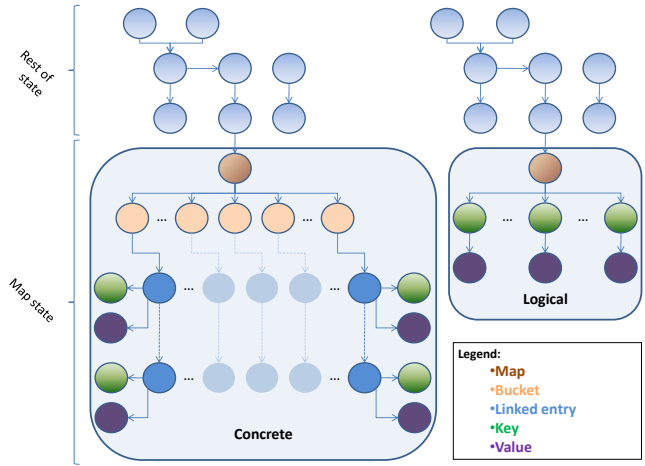 Rest of
state
Map state
...
...
...
...
...
...
...
...
Concrete
Logical
Legend:
•Map
•Bucket
•Linked entry
•Key
•Value